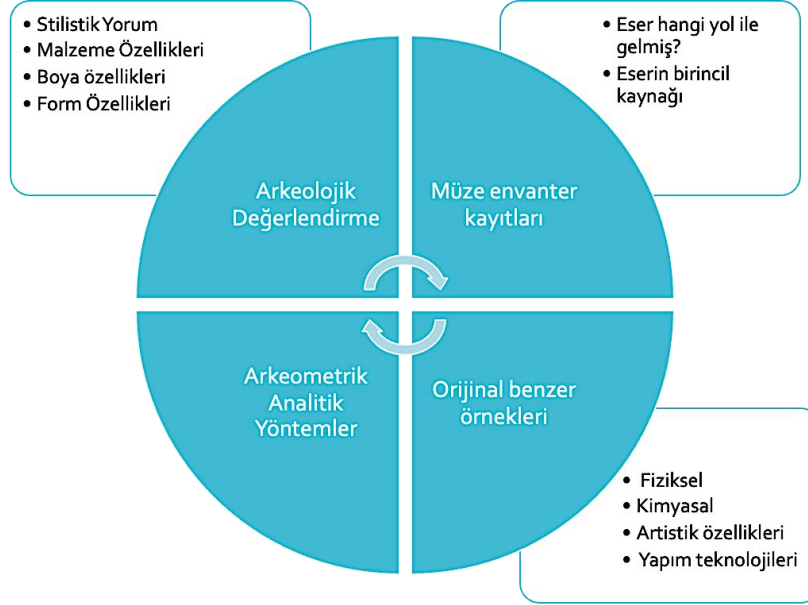 • Stilistik Yorum
• Malzeme Özellikleri
• Boya özellikleri
• Form Özellikleri
• Eser hangi yol ile
gelmiş?
• Eserin birincil
kaynağı
Arkeolojik
Değerlendirme
Müze envanter
kayıtları
Arkeometrik
Analitik
Yöntemler
Orijinal benzer
örnekleri
• Fiziksel
• Kimyasal
• Artistik özellikleri
• Yapım teknolojileri